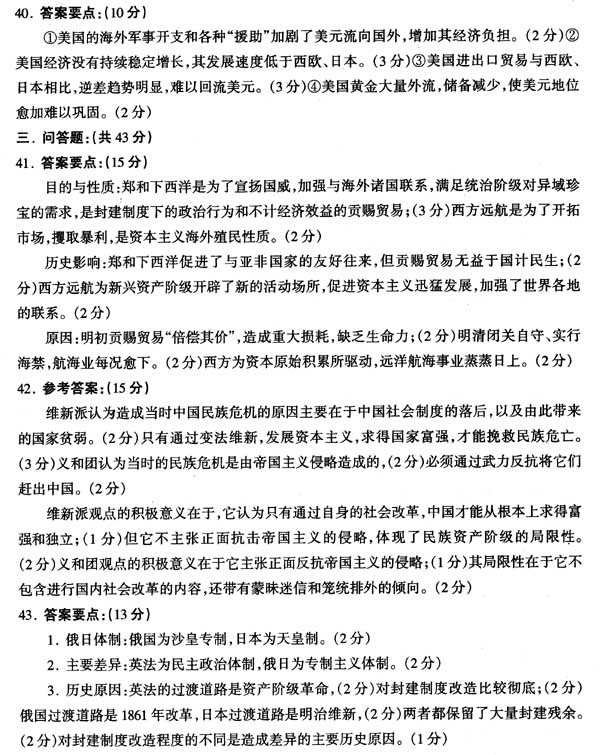 40. 答案要点:(10分)
①美国的海外军事开支和各种“援助”加剧了美元流向国外,增加其经济负担。(2分)②
美国经济没有持续稳定增长,其发展速度低于西欧、日本。(3分)③美国进出口贸易与西欧、
日本相比,逆差趋势明显,难以回流美元。(3分)④美国黄金大量外流,储备减少,使美元地位
愈加难以巩固。(2分)
三. 问答题:(共43分)
41. 答案要点:(15分)
目的与性质:郑和下西洋是为了宣扬国威,加强与海外诸国联系,满足统治阶级对异域珍
宝的需求,是封建制度下的政治行为和不计经济效益的贡赐贸易;(3分)西方远航是为了开拓
市场,攫取暴利,是资本主义海外殖民性质。(2分)
历史影响:郑和下西洋促进了与亚非国家的友好往来,但贡赐贸易无益于国计民生;(2
分)西方远航为新兴资产阶级开辟了新的活动场所,促进资本主义迅猛发展,加强了世界各地
的联系。(2分)
原因:明初贡赐贸易“倍偿其价”,造成重大损耗,缺乏生命力;(2分)明清闭关自守、实行
海禁,航海业每况愈下。(2分)西方为资本原始积累所驱动,远洋航海事业蒸蒸日上。(2分)
42. 参考答案:(15分)
维新派认为造成当时中国民族危机的原因主要在于中国社会制度的落后,以及由此带来
的国家贫弱。(2分)只有通过变法维新,发展资本主义,求得国家富强,才能挽救民族危亡。
(3分)义和团认为当时的民族危机是由帝国主义侵略造成的,(2分)必须通过武力反抗将它们
赶出中国。(2分)
维新派观点的积极意义在于,它认为只有通过自身的社会改革,中国才能从根本上求得富
强和独立;(1分)但它不主张正面抗击帝国主义的侵略,体现了民族资产阶级的局限性。
(2分)义和团观点的积极意义在于它主张正面反抗帝国主义的侵略;(1分)其局限性在于它不
包含进行国内社会改革的内容,还带有蒙昧迷信和笼统排外的倾向。(2分)
43. 答案要点:(13分)
1. 俄日体制:俄国为沙皇专制,日本为天皇制。(2分)
2. 主要差异:英法为民主政治体制,俄日为专制主义体制。(2分)
3. 历史原因:英法的过渡道路是资产阶级革命,(2分)对封建制度改造比较彻底;(2分)
俄国过渡道路是1861年改革,日本过渡道路是明治维新,(2分)两者都保留了大量封建残余。
(2分)对封建制度改造程度的不同是造成差异的主要历史原因。(1分)